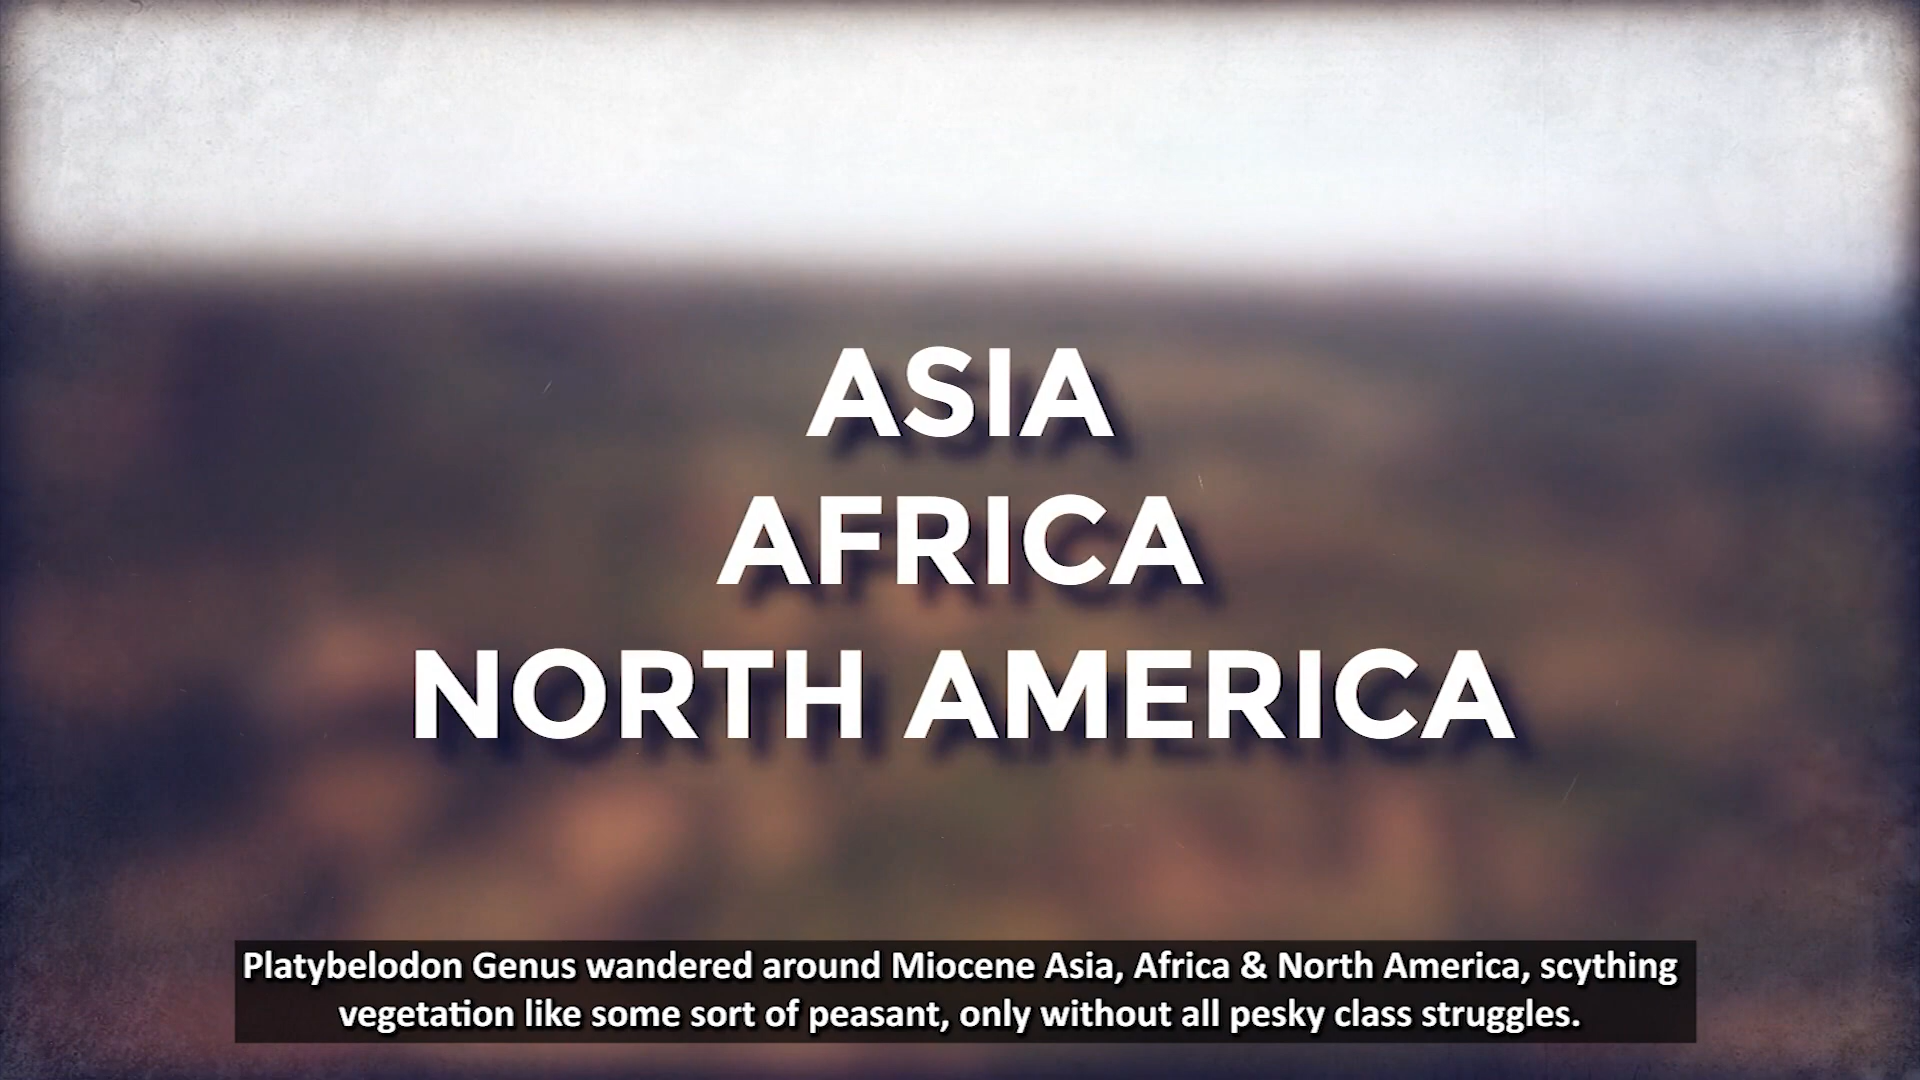 ASIA
AFRICA
NORTH AMERICA
Platybelodon Genus wandered around Miocene Asia, Africa & North America, scything
vegetation like some sort of peasant, only without all pesky class struggles.